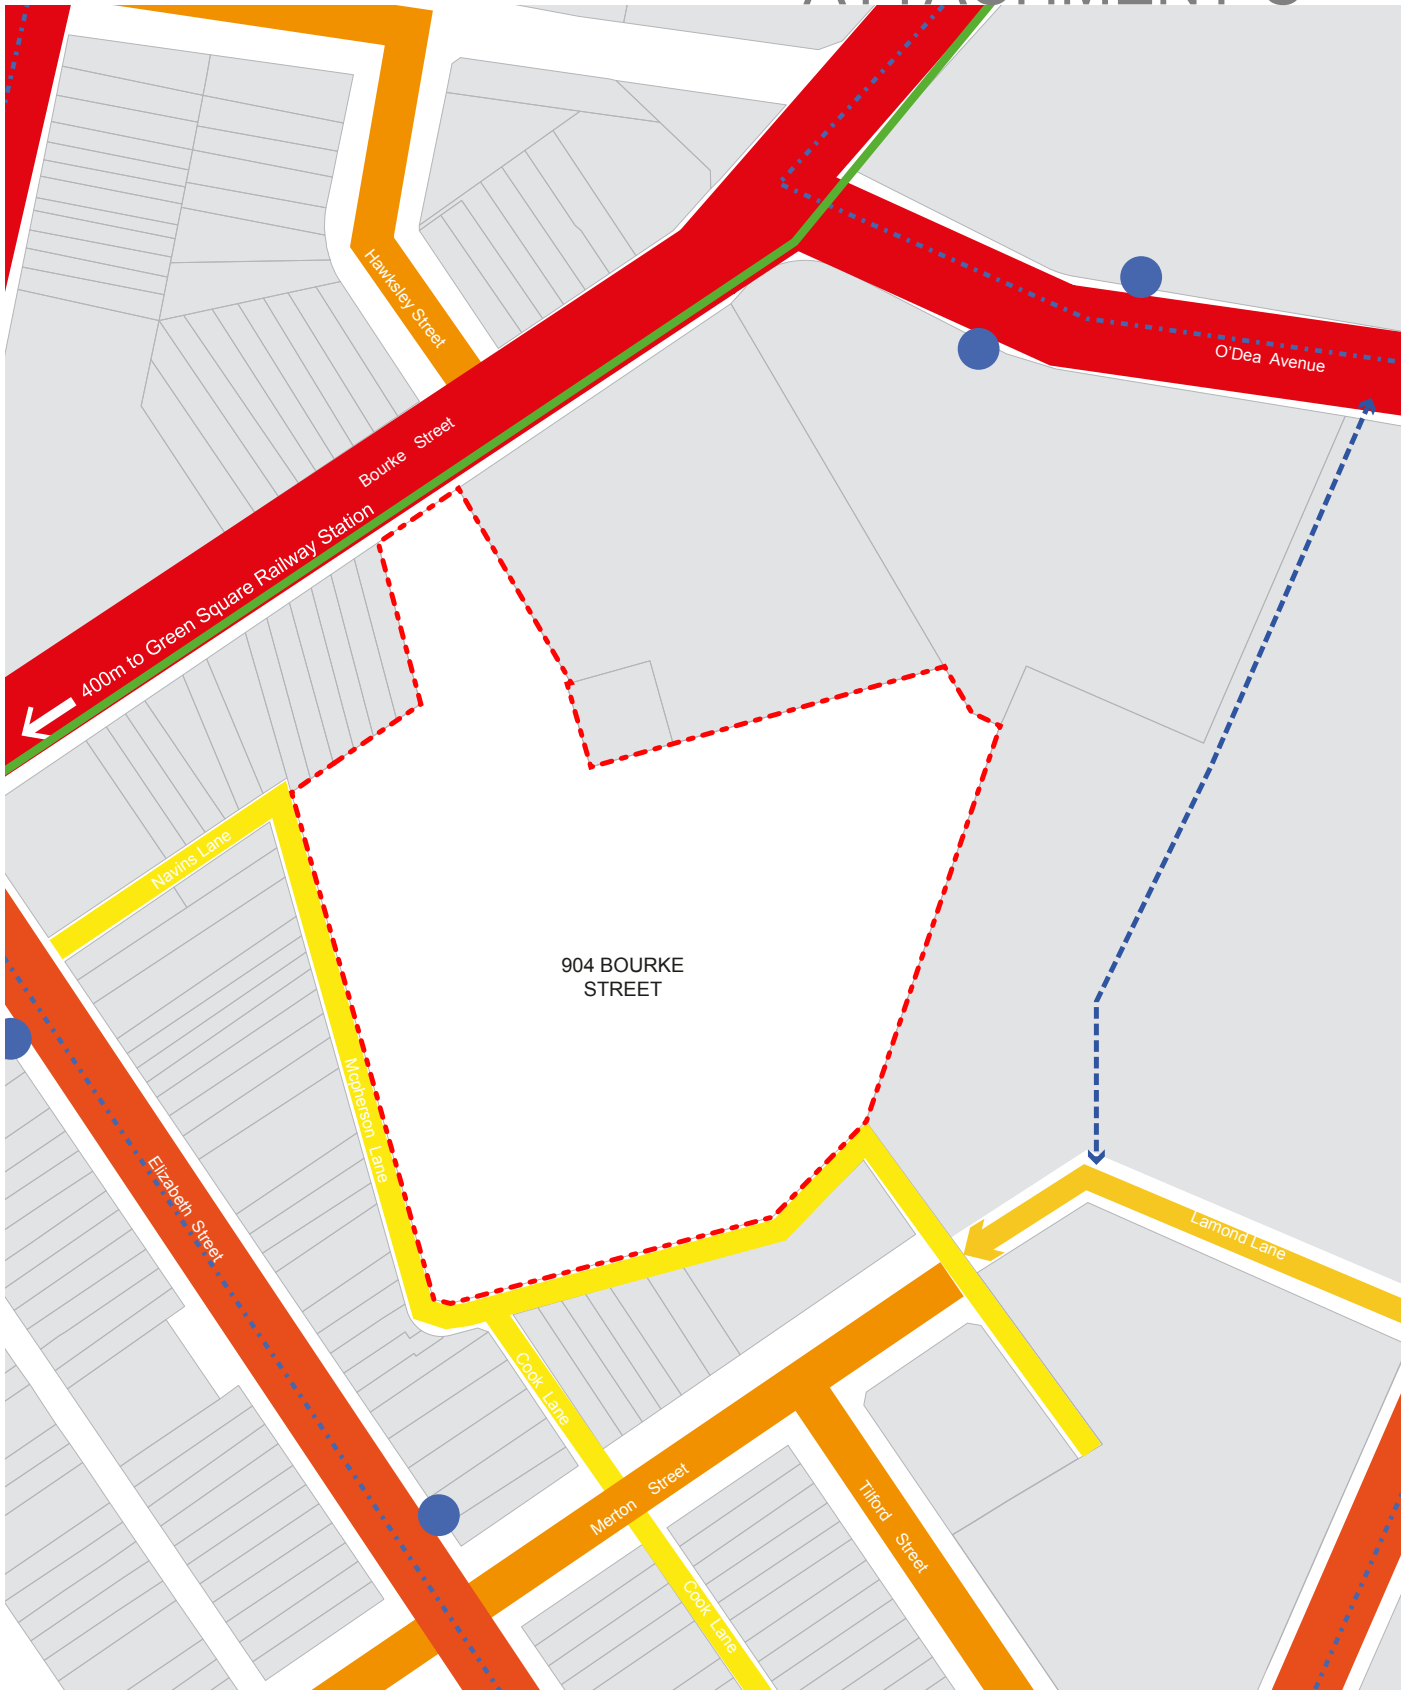 ATTACHMENT C
Hawksley Street
O'Dea Avenue
Bourke Street
400m to Green Square Railway Station
Navins Lane
904 BOURKE
STREET
Mcpherson Lane
Elizabeth Street
Lamond Lane
Cook Lane
Merton Street
Tilford Street
Cook Lane